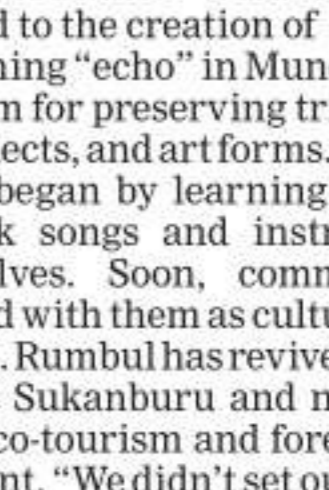 d to the creation of
ning “echo” in Mun
m for preserving tr
ects, and art forms.
began by learning
k songs and instr
lves. Soon, comm
d with them as cultu
. Rumbul has revive
Sukanburu and n
co-tourism and fore
nt. “We didn’t set ou